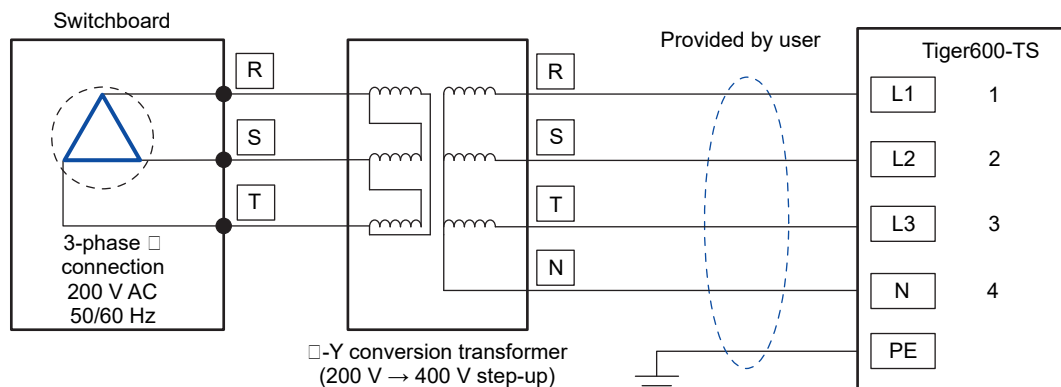 Switchboard
R
S
T
3-phase □
connection
200 V AC
50/60 Hz
□-Y conversion transformer
(200 V → 400 V step-up)
R
S
T
N
Provided by user
Tiger600-TS
L1 1
L2 2
L3 3
N 4
PE